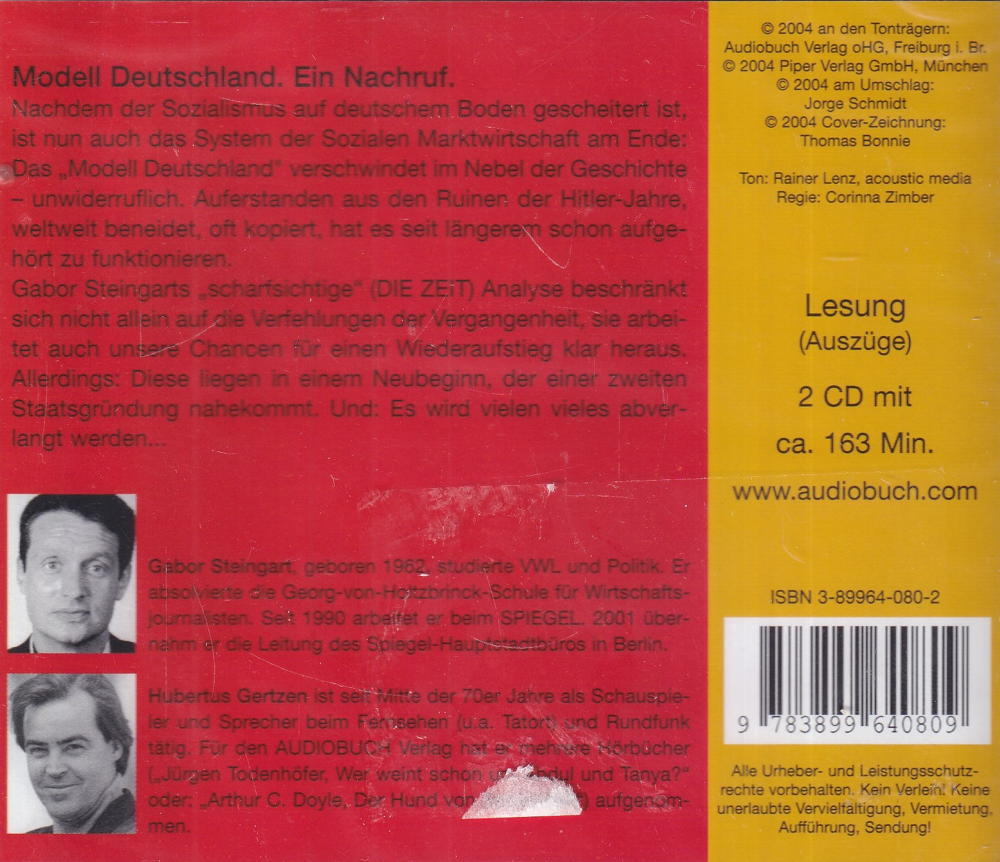 Modell Deutschland. Ein Nachruf.
Nachdem der Sozialismus auf deutschem Boden gescheitert ist,
ist nun auch das System der Sozialen Marktwirtschaft am Ende:
Das „Modell Deutschland" verschwindet im Nebel der Geschichte
– unwiderruflich. Auferstanden aus den Ruinen der Hitler-Jahre,
weltweit beneidet, oft kopiert, hat es seit längerem schon aufge-
hört zu funktionieren.
Gabor Steingarts „scharfsichtige“ (DIE ZEIT) Analyse beschränkt
sich nicht allein auf die Verfehlungen der Vergangenheit, sie arbei-
tet auch unsere Chancen für einen Wiederaufstieg klar heraus.
Allerdings: Diese liegen in einem Neubeginn, der einer zweiten
Staatsgründung nahekommt. Und: Es wird vielen vieles abver-
langt werden...
Gabor Steingart, geboren 1962, studierte VWL und Politik. Er
absolvierte die Georg-von-Holtzbrinck-Schule für Wirtschafts-
journalisten. Seit 1990 arbeitet er beim SPIEGEL. 2001 über-
nahm er die Leitung des Spiegel-Hauptstadtbüros in Berlin.
Hubertus Gertzen ist seit Mitte der 70er Jahre als Schauspie-
ler und Sprecher beim Fernsehen (u.a. Tatort) und Rundfunk
tätig. Für den AUDIOBUCH Verlag hat er mehrere Hörbücher
(„Jürgen Todenhöfer, Wer weint schon und Tanya?“
oder: „Arthur C. Doyle, Der Hund von aufgenom-
men.
© 2004 an den Tonträgern:
Audiobuch Verlag oHG, Freiburg i. Br.
© 2004 Piper Verlag GmbH, München
© 2004 am Umschlag:
Jorge Schmidt
© 2004 Cover-Zeichnung:
Thomas Bonnie
Ton: Rainer Lenz, acoustic media
Regie: Corinna Zimber
Lesung
(Auszüge)
2 CD mit
ca. 163 Min.
www.audiobuch.com
ISBN 3-89964-080-2
9 783899 640809
Alle Urheber- und Leistungsschutz-
rechte vorbehalten. Kein Verleih! Keine
unerlaubte Vervielfältigung, Vermietung,
Aufführung, Sendung!